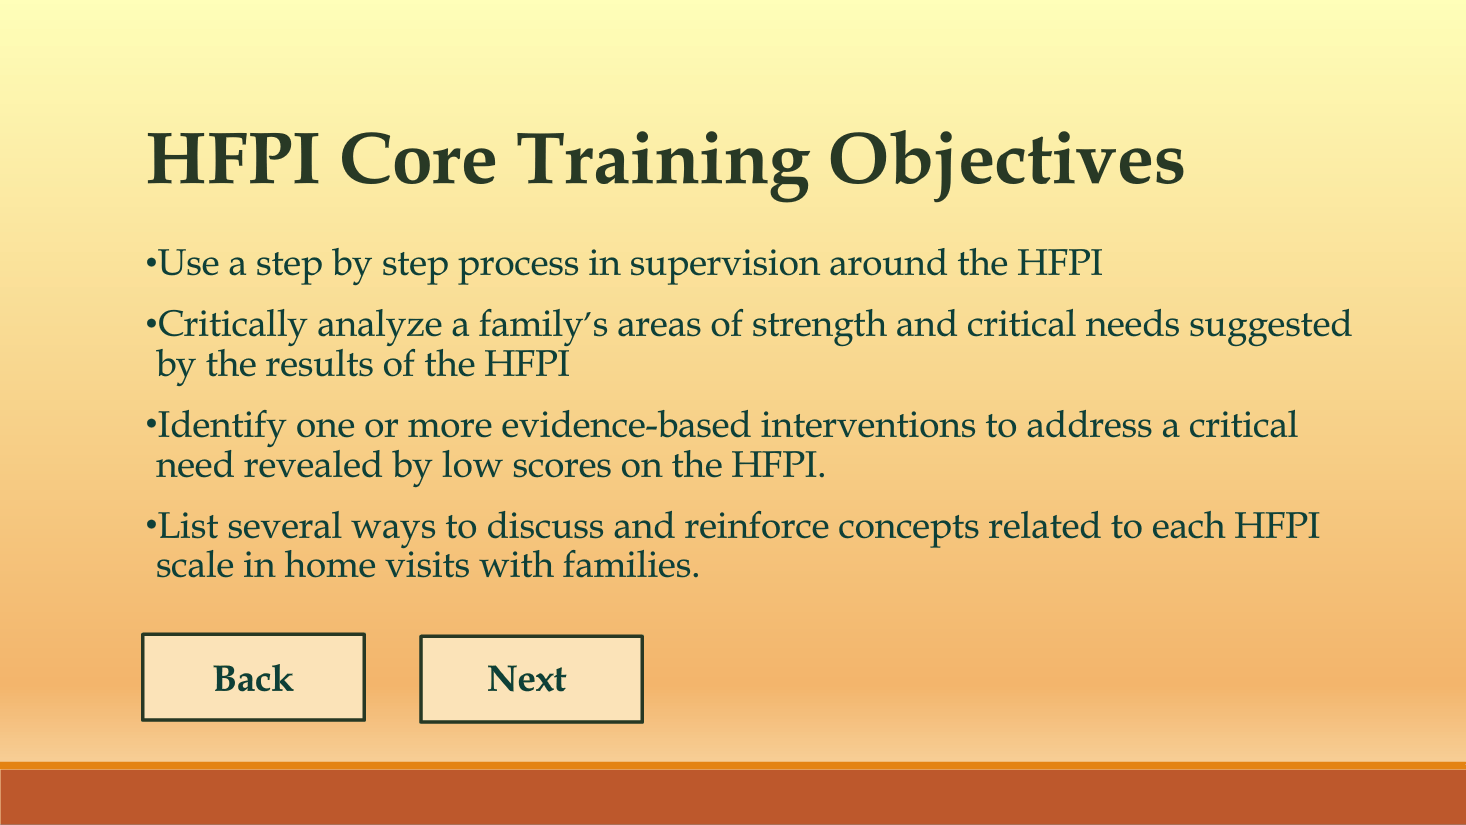 HFPI Core Training Objectives
•Use a step by step process in supervision around the HFPI
•Critically analyze a family’s areas of strength and critical needs suggested
by the results of the HFPI
•Identify one or more evidence-based interventions to address a critical
need revealed by low scores on the HFPI.
•List several ways to discuss and reinforce concepts related to each HFPI
scale in home visits with families.
Back
Next